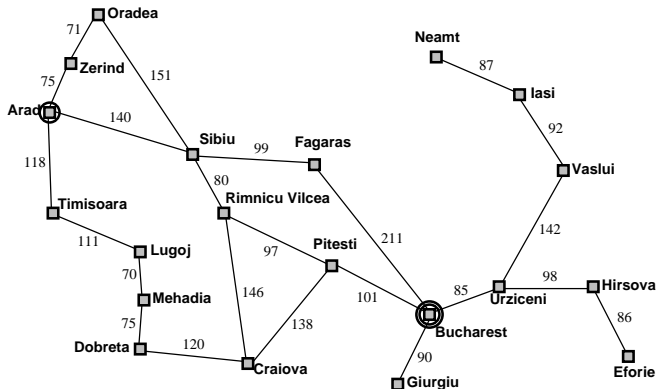 Oradea
Neamt
71
87
Zerind
151
Iasi
75
Arad
140
92
Sibiu
Fagaras
99
118
Vaslui
80
Timisoara
Rimnicu Vilcea
142
111
97
Pitesti
211
Lugoj
98
85
Hirsova
70
146
101
Urziceni
Mehadia
138
86
Bucharest
75
120
Dobreta
90
Craiova
Eforie
Giurgiu